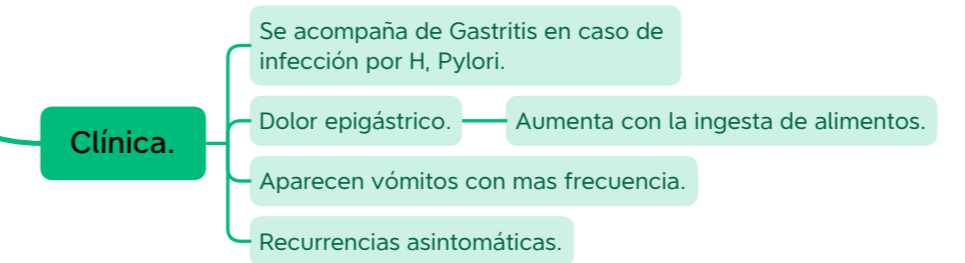 Clínica.
Se acompaña de Gastritis en caso de
infección por H, Pylori.
Dolor epigástrico.
Aumenta con la ingesta de alimentos.
Aparecen vómitos con mas frecuencia.
Recurrencias asintomáticas.